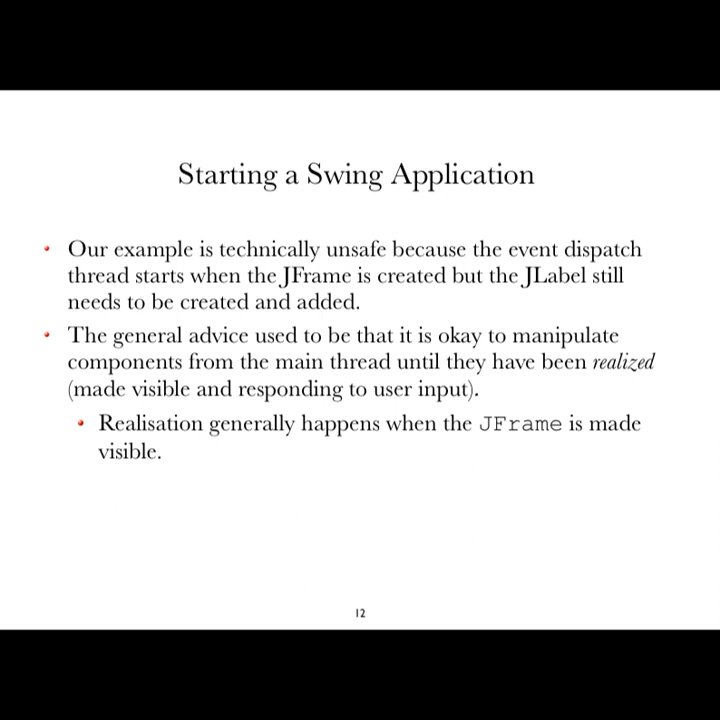 Starting a Swing Application
• Our example is technically unsafe because the event dispatch
thread starts when the JFrame is created but the JLabel still
needs to be created and added.
• The general advice used to be that it is okay to manipulate
components from the main thread until they have been realized
(made visible and responding to user input).
• Realisation generally happens when the JFrame is made
visible.
12